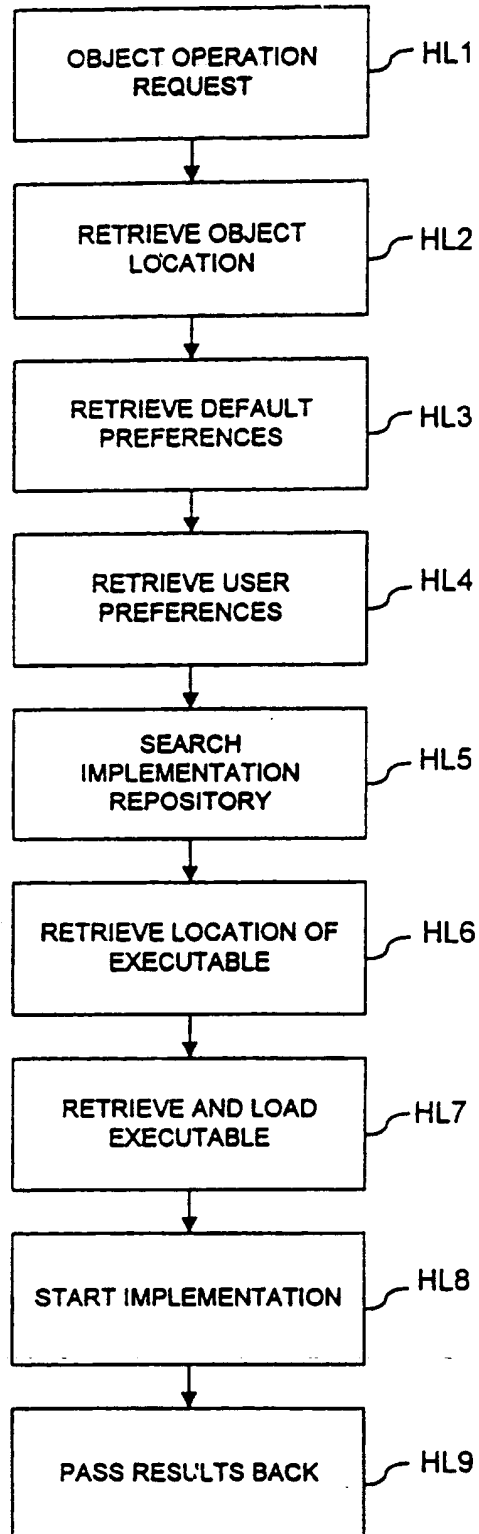 OBJECT OPERATION
REQUEST
HL1
RETRIEVE OBJECT
LOCATION
HL2
RETRIEVE DEFAULT
PREFERENCES
HL3
RETRIEVE USER
PREFERENCES
HL4
SEARCH
IMPLEMENTATION
REPOSITORY
HL5
RETRIEVE LOCATION OF
EXECUTABLE
HL6
RETRIEVE AND LOAD
EXECUTABLE
HL7
START IMPLEMENTATION
HL8
PASS RESULTS BACK
HL9